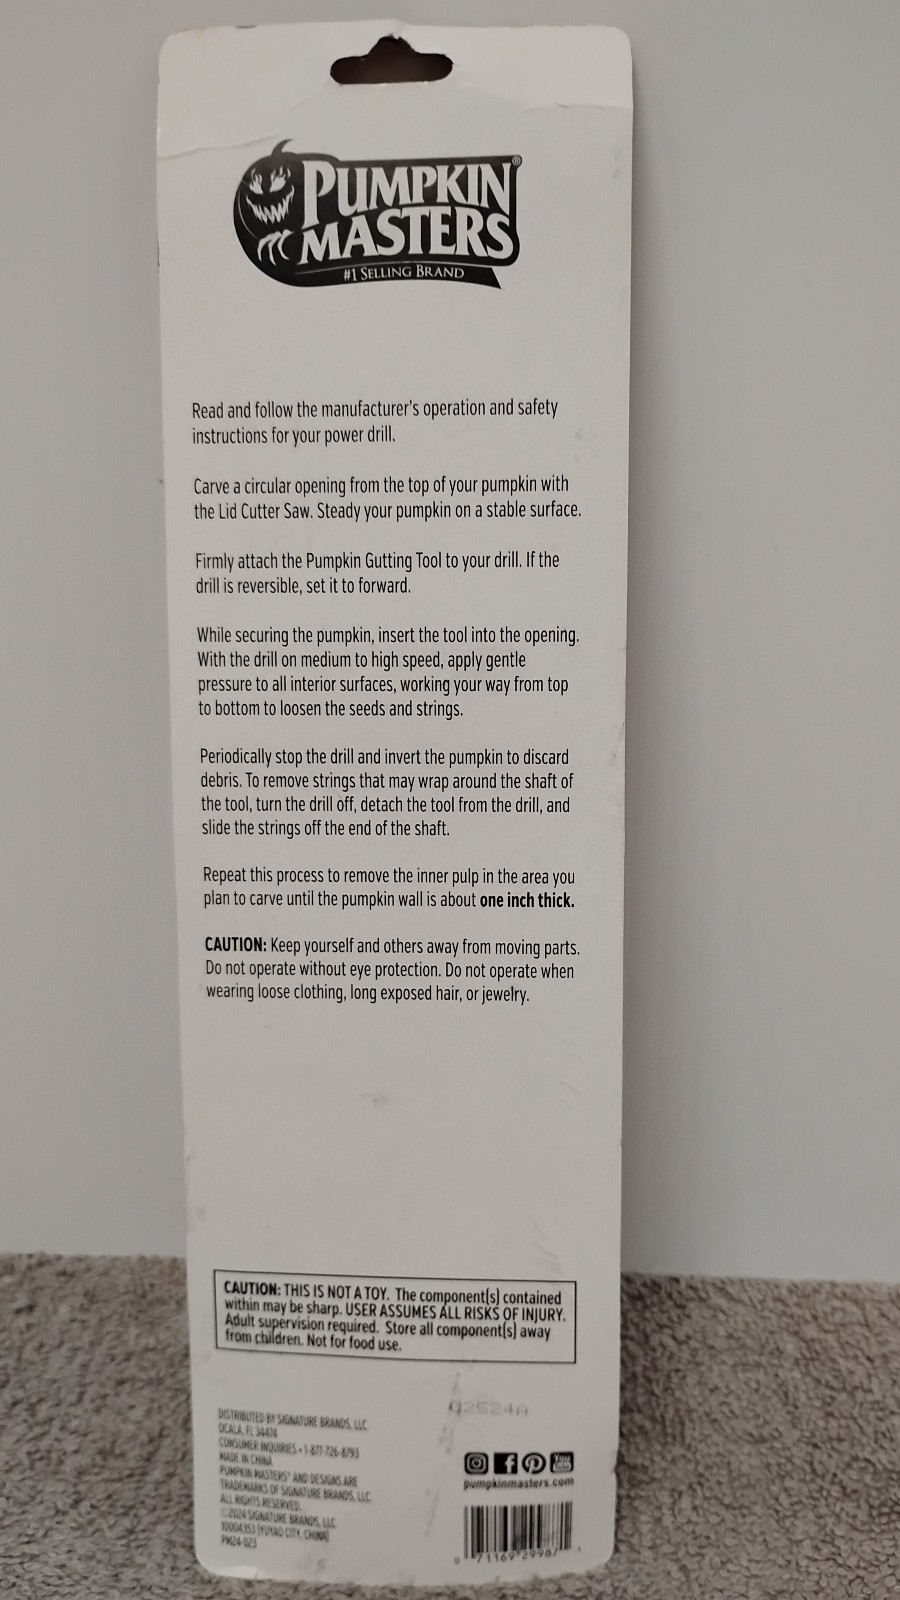 PUMPKIN®
MASTERS
#1 SELLING BRAND
Read and follow the manufacturer's operation and safety
instructions for your power drill.
Carve a circular opening from the top of your pumpkin with
the Lid Cutter Saw. Steady your pumpkin on a stable surface.
Firmly attach the Pumpkin Gutting Tool to your drill. If the
drill is reversible, set it to forward.
While securing the pumpkin, insert the tool into the opening.
With the drill on medium to high speed, apply gentle
pressure to all interior surfaces, working your way from top
to bottom to loosen the seeds and strings.
Periodically stop the drill and invert the pumpkin to discard
debris. To remove strings that may wrap around the shaft of
the tool, turn the drill off, detach the tool from the drill, and
slide the strings off the end of the shaft.
Repeat this process to remove the inner pulp in the area you
plan to carve until the pumpkin wall is about one inch thick.
CAUTION: Keep yourself and others away from moving parts.
Do not operate without eye protection. Do not operate when
wearing loose clothing, long exposed hair, or jewelry.
CAUTION: THIS IS NOT A TOY. The component(s) contained
within may be sharp. USER ASSUMES ALL RISKS OF INJURY.
Adult supervision required. Store all component(s) away
from children. Not for food use.
02524A
DISTRIBUTED BY SIGNATURE BRANDS, LLC
OCALA, FL 34474
CONSUMER INQUIRIES • 1-877-726-8793
MADE IN CHINA
PUMPKIN MASTERS® AND DESIGNS ARE
TRADEMARKS OF SIGNATURE BRANDS, LLC
ALL RIGHTS RESERVED.
©2024 SIGNATURE BRANDS, LLC
10004353 (YUYAO CITY, CHINA)
PM24-023
You
pumpkinmasters.com
0 71169 29987 1